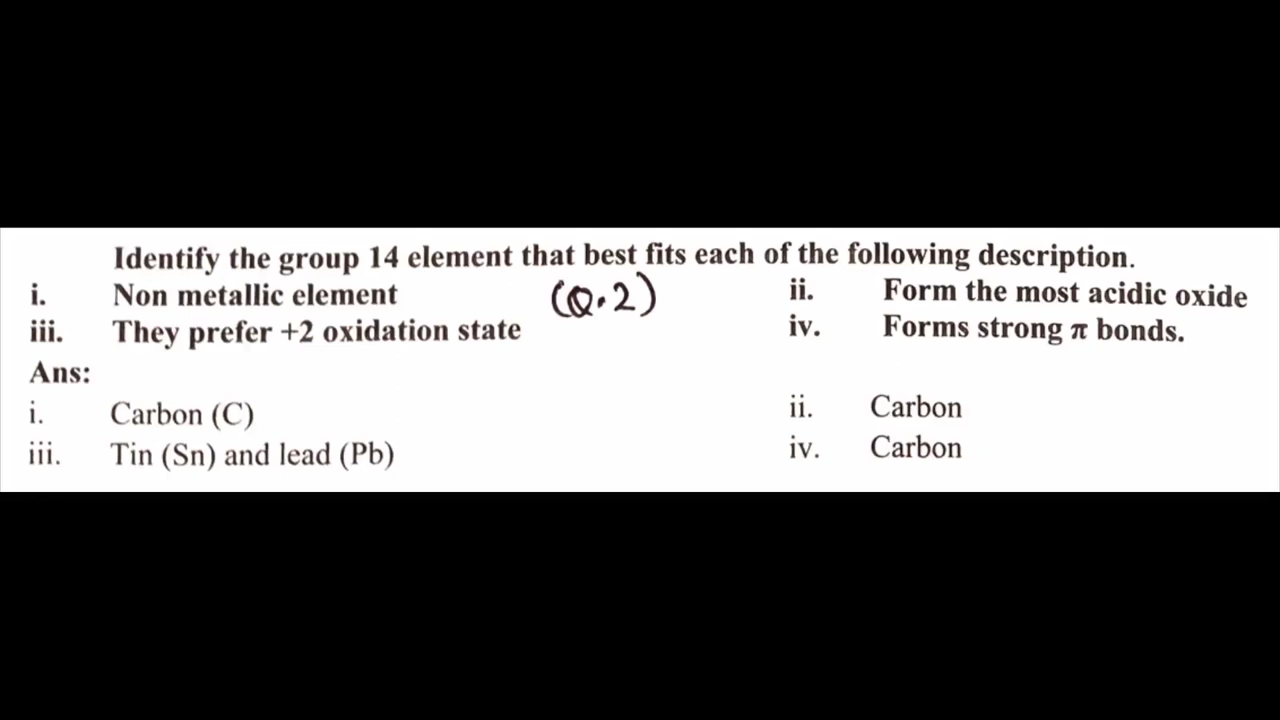 Identify the group 14 element that best fits each of the following description.
i. Non metallic element (Q.2) ii. Form the most acidic oxide
iii. They prefer +2 oxidation state iv. Forms strong π bonds.
Ans:
i. Carbon (C) ii. Carbon
iii. Tin (Sn) and lead (Pb) iv. Carbon